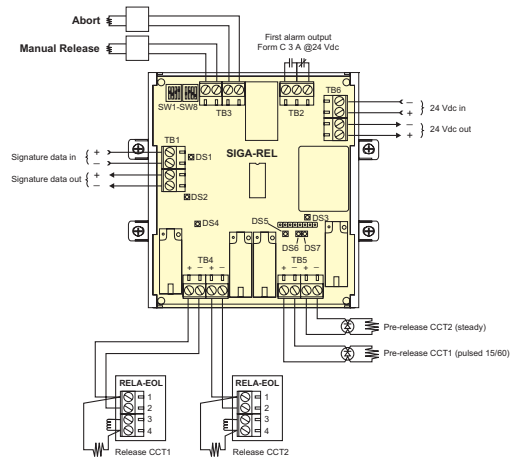 Abort
Manual Release
First alarm output
Form C 3 A @24 Vdc
SW1-SW8
TB3
TB2
TB6
–
+
24 Vdc in
–
+
24 Vdc out
TB1
Signature data in
+
–
Signature data out
+
–
DS1
DS2
SIGA-REL
DS3
DS4
DS5
DS6
DS7
TB4
+ – + –
TB5
+ – + –
Pre-release CCT2 (steady)
Pre-release CCT1 (pulsed 15/60)
RELA-EOL
1
2
3
4
Release CCT1
RELA-EOL
1
2
3
4
Release CCT2